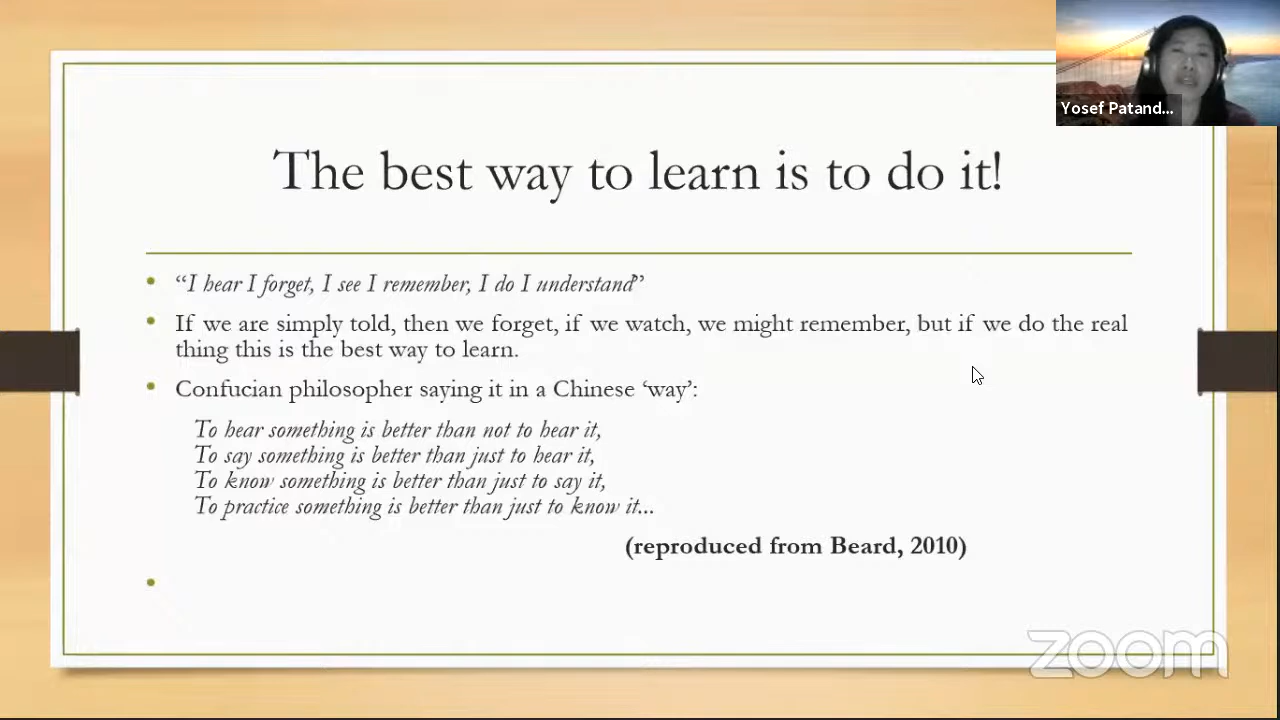 Yosef Patand...
The best way to learn is to do it!
“I hear I forget, I see I remember, I do I understand”
If we are simply told, then we forget, if we watch, we might remember, but if we do the real
thing this is the best way to learn.
Confucian philosopher saying it in a Chinese ‘way’:
To hear something is better than not to hear it,
To say something is better than just to hear it,
To know something is better than just to say it,
To practice something is better than just to know it...
(reproduced from Beard, 2010)
zoom